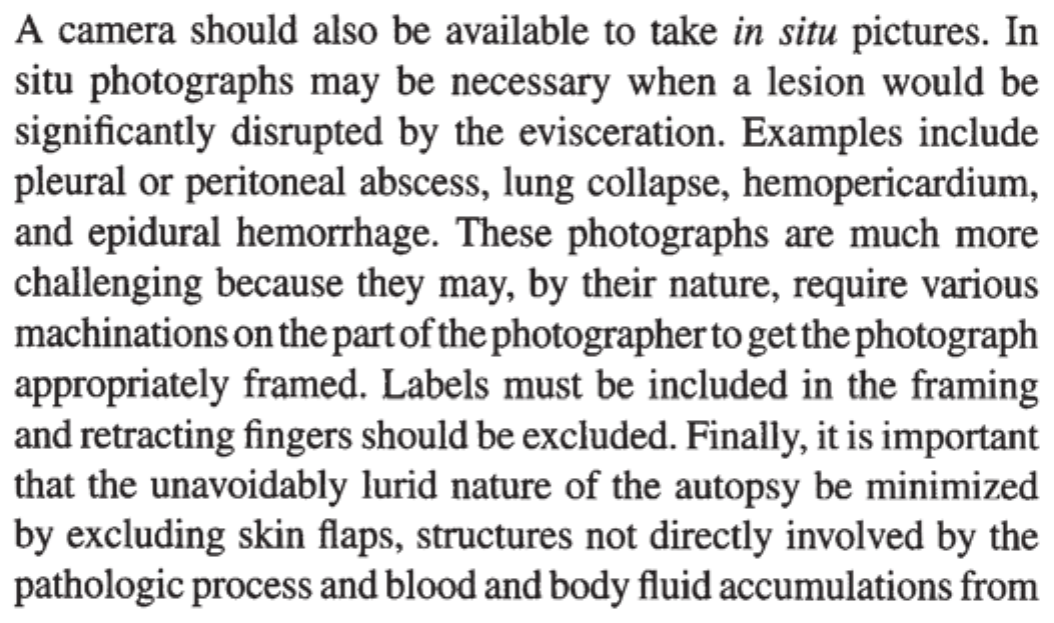 A camera should also be available to take in situ pictures. In
situ photographs may be necessary when a lesion would be
significantly disrupted by the evisceration. Examples include
pleural or peritoneal abscess, lung collapse, hemopericardium,
and epidural hemorrhage. These photographs are much more
challenging because they may, by their nature, require various
machinations on the part of the photographer to get the photograph
appropriately framed. Labels must be included in the framing
and retracting fingers should be excluded. Finally, it is important
that the unavoidably lurid nature of the autopsy be minimized
by excluding skin flaps, structures not directly involved by the
pathologic process and blood and body fluid accumulations from